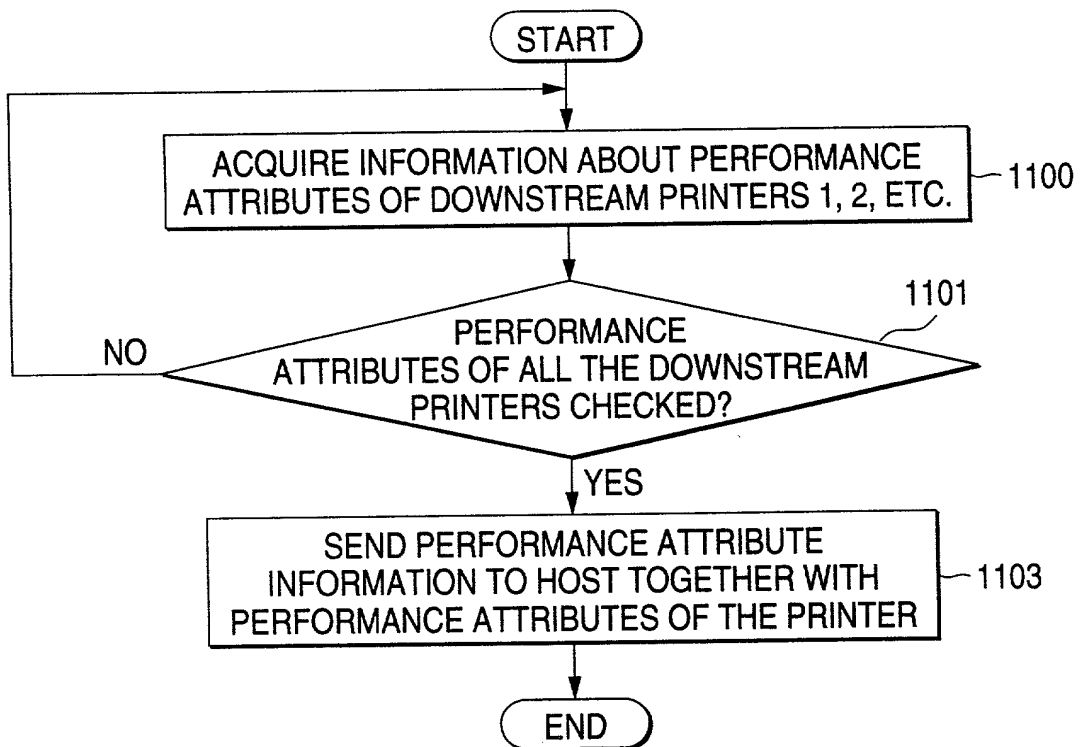 START
ACQUIRE INFORMATION ABOUT PERFORMANCE
ATTRIBUTES OF DOWNSTREAM PRINTERS 1, 2, ETC.
1100
1101
PERFORMANCE
ATTRIBUTES OF ALL THE DOWNSTREAM
PRINTERS CHECKED?
NO
YES
SEND PERFORMANCE ATTRIBUTE
INFORMATION TO HOST TOGETHER WITH
PERFORMANCE ATTRIBUTES OF THE PRINTER
1103
END